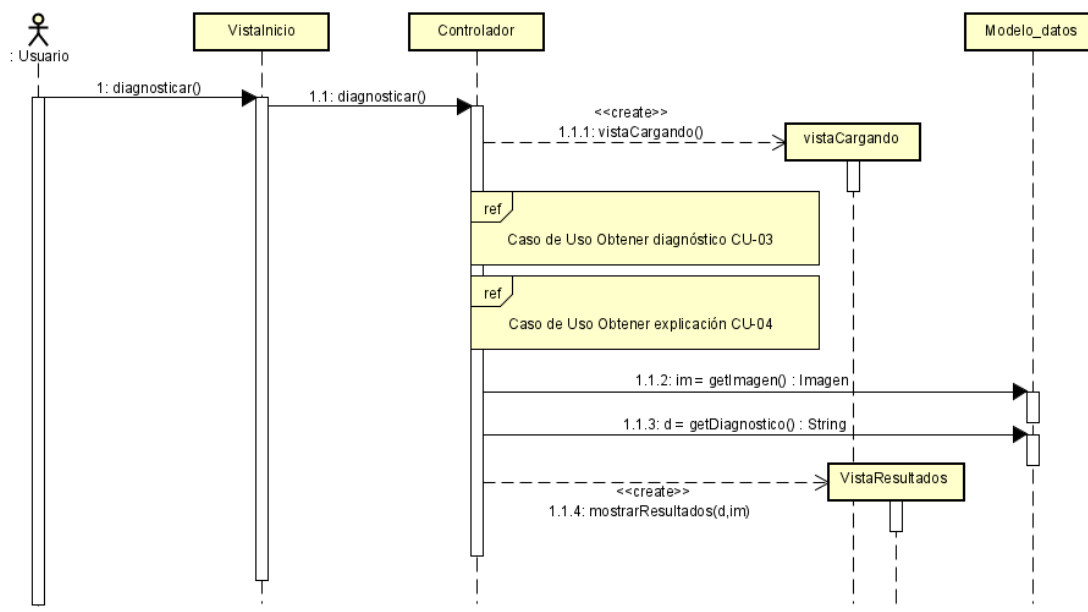 VistaInicio
Controlador
Modelo_datos
: Usuario
1: diagnosticar()
1.1: diagnosticar()
<<create>>
1.1.1: vistaCargando()
vistaCargando
ref
Caso de Uso Obtener diagnóstico CU-03
ref
Caso de Uso Obtener explicación CU-04
1.1.2: im = getImagen() : Imagen
1.1.3: d = getDiagnostico() : String
VistaResultados
<<create>>
1.1.4: mostrarResultados(d,im)